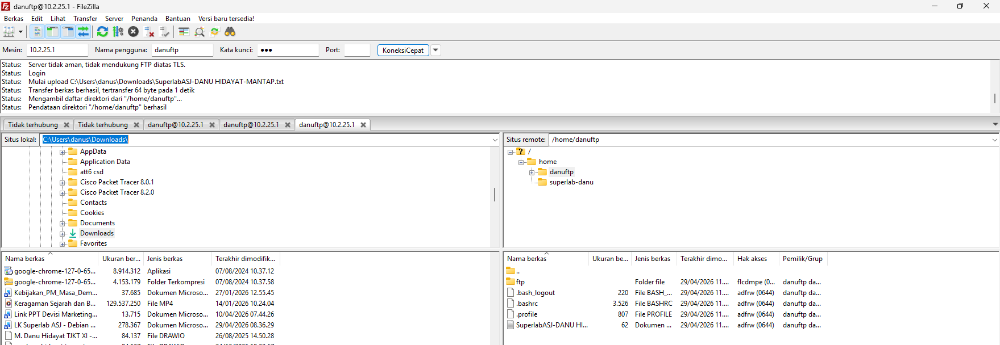 danuftp@10.2.25.1 - FileZilla
Berkas Edit Lihat Transfer Server Penanda Bantuan Versi baru tersedia!
Mesin: 10.2.25.1 Nama pengguna: danuftp Kata kunci: ●●● Port: KoneksiCepat
Status: Server tidak aman, tidak mendukung FTP diatas TLS.
Status: Login
Status: Mulai upload C:\Users\danus\Downloads\SuperlabASJ-DANU HIDAYAT-MANTAP.txt
Status: Transfer berkas berhasil, tertransfer 64 byte pada 1 detik
Status: Mengambil daftar direktori dari "/home/danuftp"...
Status: Pendataan direktori "/home/danuftp" berhasil
Tidak terhubung Tidak terhubung danuftp@10.2.25.1 danuftp@10.2.25.1 danuftp@10.2.25.1
Situs lokal: C:\Users\danus\Downloads\
AppData
Application Data
att6 csd
Cisco Packet Tracer 8.0.1
Cisco Packet Tracer 8.2.0
Contacts
Cookies
Documents
Downloads
Favorites
Situs remote: /home/danuftp
/
home
danuftp
superlab-danu
Nama berkas Ukuran ber... Jenis berkas Terakhir dimodifik...
google-chrome-127-0-65... 8.914.312 Aplikasi 07/08/2024 10.37.12
google-chrome-127-0-65... 4.153.179 Folder Terkompresi 07/08/2024 10.37.58
Kebijakan_PM_Masa_Dem... 37.685 Dokumen Microso... 27/01/2026 12.55.45
Keragaman Sejarah dan B... 129.537.250 File MP4 14/01/2026 10.24.04
Link PPT Devisi Marketing... 13.715 Dokumen Microso... 10/04/2026 07.44.26
LK Superlab ASJ - Debian ... 278.367 Dokumen Microso... 29/04/2026 08.36.29
M. Danu Hidayat TJKT XI -... 84.137 File DRAWIO 26/08/2025 14.50.28
Nama berkas Ukuran be... Jenis berkas Terakhir dimo... Hak akses Pemilik/Grup
..
ftp Folder file 29/04/2026 11.... flcdmpe (0... danuftp da...
.bash_logout 220 File BASH_... 29/04/2026 11.... adfrw (0644) danuftp da...
.bashrc 3.526 File BASHRC 29/04/2026 11.... adfrw (0644) danuftp da...
.profile 807 File PROFILE 29/04/2026 11.... adfrw (0644) danuftp da...
SuperlabASJ-DANU HI... 62 Dokumen ... 29/04/2026 11.... adfrw (0644) danuftp da...